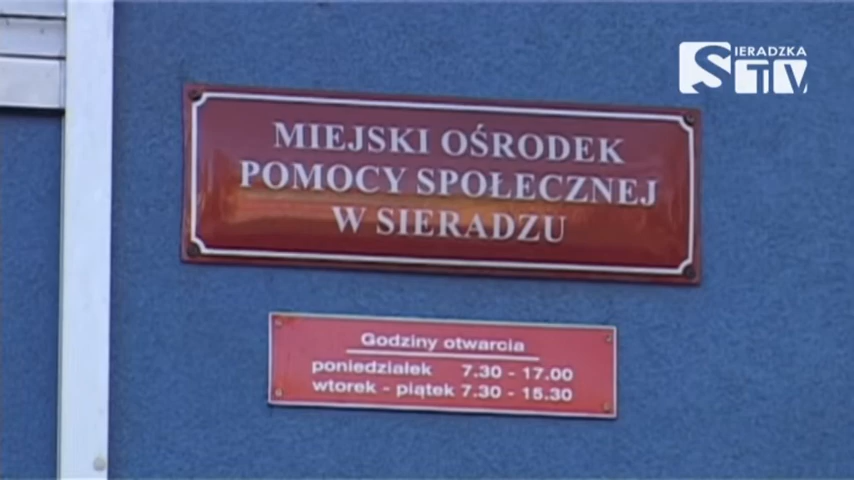 SIERADZKA
STV
MIEJSKI OŚRODEK
POMOCY SPOŁECZNEJ
W SIERADZU
Godziny otwarcia
poniedziałek 7.30 - 17.00
wtorek - piątek 7.30 - 15.30